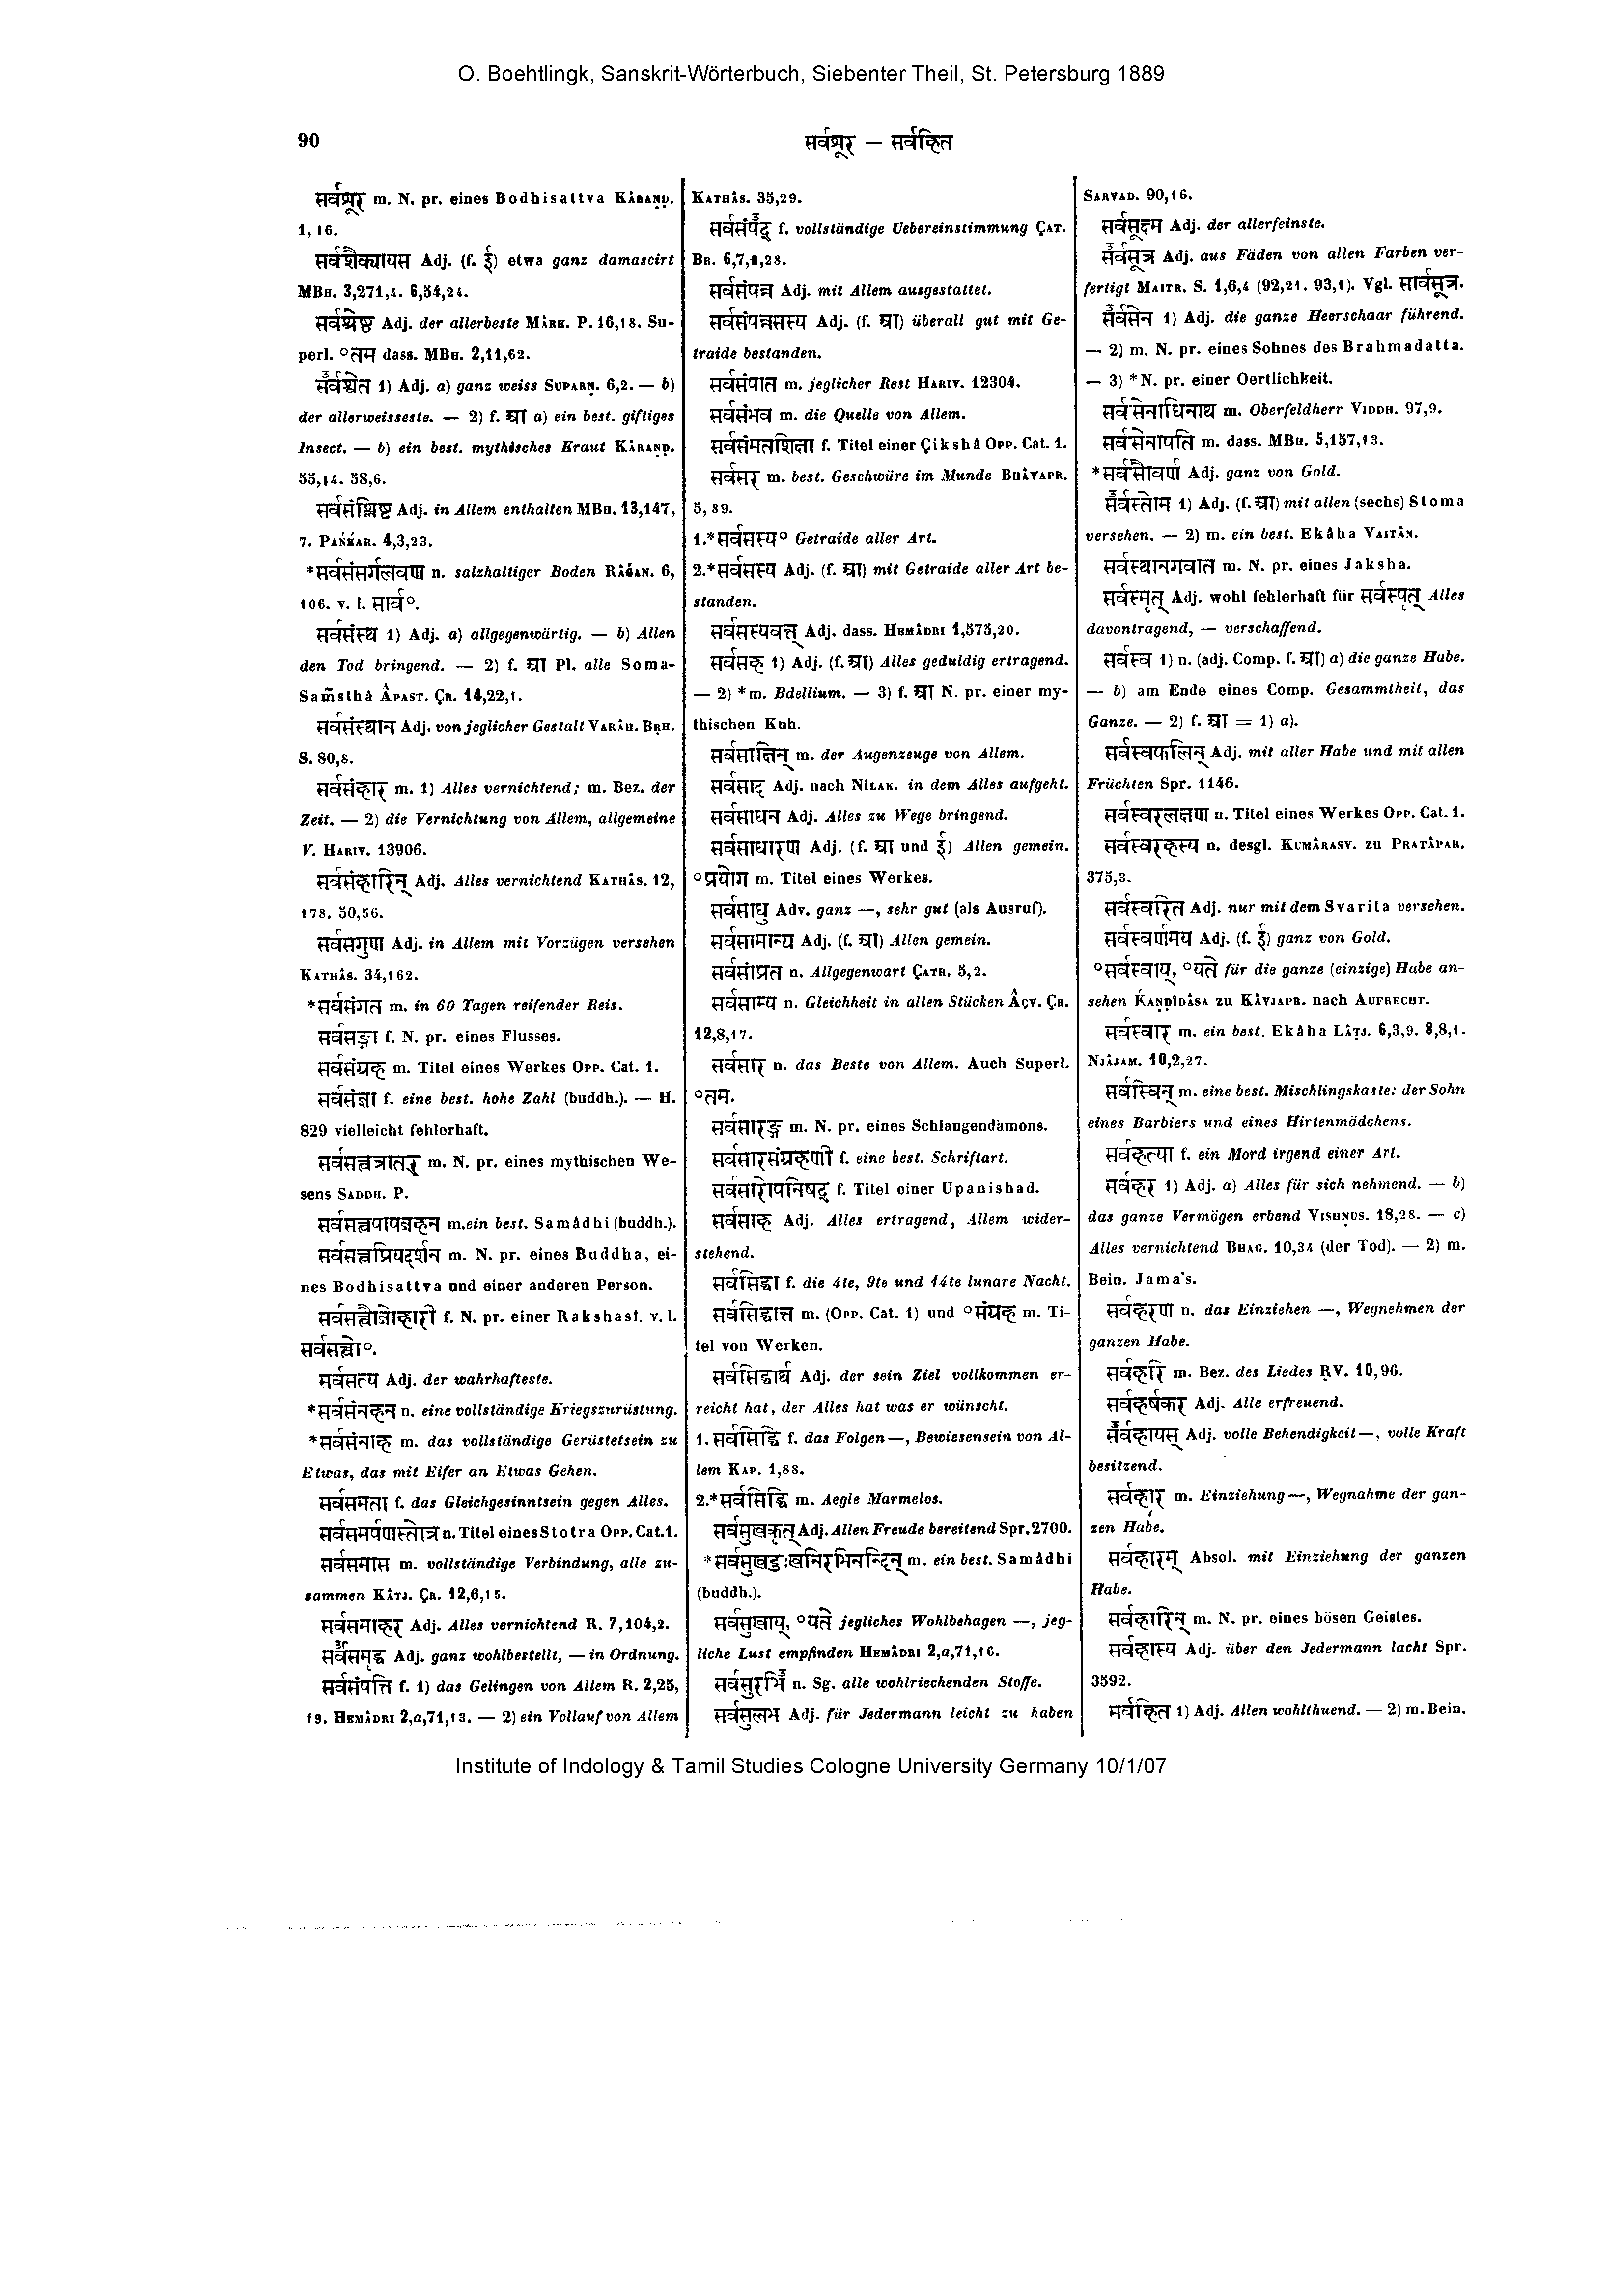 O. Boehtlingk, Sanskrit-Wörterbuch, Siebenter Theil, St. Petersburg 1889
90
सर्वशूर — सर्वहित
सर्वशूर m. N. pr. eines Bodhisattva Kâraṇḍ.
1,16.
सर्वशैक्यायस Adj. (f. ई) etwa ganz damascirt
MBh. 3,271,4. 6,54,24.
सर्वश्रेष्ठ Adj. der allerbeste Mârk. P. 16,18. Su-
perl. °तम dass. MBh. 2,11,62.
सर्वश्वेत 1) Adj. a) ganz weiss Suparṇ. 6,2. — b)
der allerweisseste. — 2) f. आ a) ein best. giftiges
Insect. — b) ein best. mythisches Kraut Kâraṇḍ.
55,14. 58,6.
सर्वसंश्लिष्ट Adj. in Allem enthalten MBh. 13,147,
7. Pańkar. 4,3,23.
*सर्वसंसर्गलवण n. salzhaltiger Boden Râǵan. 6,
106. v. l. सार्व°.
सर्वसंस्थ 1) Adj. a) allgegenwärtig. — b) Allen
den Tod bringend. — 2) f. आ Pl. alle Soma-
Sam̃sthâ Âpast. Çr. 14,22,1.
सर्वसंस्थान Adj. von jeglicher Gestalt Varâh. Bṛh.
S. 80,8.
सर्वसंहार m. 1) Alles vernichtend; m. Bez. der
Zeit. — 2) die Vernichtung von Allem, allgemeine
V. Hariv. 13906.
सर्वसंहारिन् Adj. Alles vernichtend Kathâs. 12,
178. 50,56.
सर्वसगुण Adj. in Allem mit Vorzügen versehen
Kathâs. 34,162.
*सर्वसंगत m. in 60 Tagen reifender Reis.
सर्वसङ्गा f. N. pr. eines Flusses.
सर्वसंग्रह m. Titel eines Werkes Opp. Cat. 1.
सर्वसंज्ञा f. eine best. hohe Zahl (buddh.). — H.
829 vielleicht fehlerhaft.
सर्वसत्त्वत्रातर् m. N. pr. eines mythischen We-
sens Saddh. P.
सर्वसत्त्वपापजहन m.ein best. Samâdhi (buddh.).
सर्वसत्त्वप्रियदर्शन m. N. pr. eines Buddha, ei-
nes Bodhisattva und einer anderen Person.
सर्वसत्त्वौजोहारी f. N. pr. einer Rakshasî. v. l.
सर्वसत्त्वो°.
सर्वसत्य Adj. der wahrhafteste.
*सर्वसंनहन n. eine vollständige Kriegszurüstung.
*सर्वसंनाह m. das vollständige Gerüstetsein zu
Etwas, das mit Eifer an Etwas Gehen.
सर्वसमता f. das Gleichgesinntsein gegen Alles.
सर्वसमर्पणस्तोत्र n. Titel eines Stotra Opp. Cat.1.
सर्वसमास m. vollständige Verbindung, alle zu-
sammen Kâtj. Çr. 12,6,15.
सर्वसमाहर Adj. Alles vernichtend R. 7,104,2.
सर्वसमृद्ध Adj. ganz wohlbestellt, — in Ordnung.
सर्वसंपत्ति f. 1) das Gelingen von Allem R. 2,25,
19. Hemâdri 2,a,71,13. — 2) ein Vollauf von Allem
Kathâs. 35,29.
सर्वसंपद् f. vollständige Uebereinstimmung Çat.
Br. 6,7,1,28.
सर्वसंपन्न Adj. mit Allem ausgestattet.
सर्वसंपन्नसस्य Adj. (f. आ) überall gut mit Ge-
traide bestanden.
सर्वसंपात m. jeglicher Rest Hariv. 12304.
सर्वसंभव m. die Quelle von Allem.
सर्वसंमतशिक्षा f. Titel einer Çikshâ Opp. Cat. 1.
सर्वसर m. best. Geschwüre im Munde Bhâvapr.
5,89.
1.*सर्वसस्य° Getraide aller Art.
2.*सर्वसस्य Adj. (f. आ) mit Getraide aller Art be-
standen.
सर्वसस्यवत् Adj. dass. Hemâdri 1,575,20.
सर्वसह 1) Adj. (f. आ) Alles geduldig ertragend.
— 2) *m. Bdellium. — 3) f. आ N. pr. einer my-
thischen Kuh.
सर्वसाक्षिन् m. der Augenzeuge von Allem.
सर्वसाद Adj. nach Nîlak. in dem Alles aufgeht.
सर्वसाधन Adj. Alles zu Wege bringend.
सर्वसाधारण Adj. (f. आ und ई) Allen gemein.
°प्रयोग m. Titel eines Werkes.
सर्वसाधु Adv. ganz —, sehr gut (als Ausruf).
सर्वसामान्य Adj. (f. आ) Allen gemein.
सर्वसांप्रत n. Allgegenwart Çatr. 5,2.
सर्वसाम्य n. Gleichheit in allen Stücken Âçv. Çr.
12,8,17.
सर्वसार n. das Beste von Allem. Auch Superl.
°तम.
सर्वसारङ्ग m. N. pr. eines Schlangendämons.
सर्वसारसंग्रहणी f. eine best. Schriftart.
सर्वसारोपनिषद् f. Titel einer Upanishad.
सर्वसाह Adj. Alles ertragend, Allem wider-
stehend.
सर्वसिद्धा f. die 4te, 9te und 14te lunare Nacht.
सर्वसिद्धान्त m. (Opp. Cat. 1) und °संग्रह m. Ti-
tel von Werken.
सर्वसिद्धार्थ Adj. der sein Ziel vollkommen er-
reicht hat, der Alles hat was er wünscht.
1. सर्वसिद्धि f. das Folgen —, Bewiesensein von Al-
lem Kap. 1,88.
2.*सर्वसिद्धि m. Aegle Marmelos.
सर्वसुखकृत् Adj. Allen Freude bereitend Spr. 2700.
*सर्वसुखदुःखनिरभिनन्दिन् m. ein best. Samâdhi
(buddh.).
सर्वसुखाय्, °यते jegliches Wohlbehagen —, jeg-
liche Lust empfinden Hemâdri 2,a,71,16.
सर्वसुरभि n. Sg. alle wohlriechenden Stoffe.
सर्वसुलभ Adj. für Jedermann leicht zu haben
Sarvad. 90,16.
सर्वसूक्ष्म Adj. der allerfeinste.
सर्वसूत्र Adj. aus Fäden von allen Farben ver-
fertigt Maitr. S. 1,6,4 (92,21. 93,1). Vgl. सार्वसूत्र.
सर्वसेन 1) Adj. die ganze Heerschaar führend.
— 2) m. N. pr. eines Sohnes des Brahmadatta.
— 3) *N. pr. einer Oertlichkeit.
सर्वसेनाधिनाथ m. Oberfeldherr Viddh. 97,9.
सर्वसेनापति m. dass. MBh. 5,157,13.
*सर्वसौवर्ण Adj. ganz von Gold.
सर्वस्तोम 1) Adj. (f. आ) mit allen (sechs) Stoma
versehen. — 2) m. ein best. Ekâha Vaitân.
सर्वस्थानगवाट m. N. pr. eines Jaksha.
सर्वस्मृत् Adj. wohl fehlerhaft für सर्वस्पृत् Alles
davontragend, — verschaffend.
सर्वस्व 1) n. (adj. Comp. f. आ) a) die ganze Habe.
— b) am Ende eines Comp. Gesammtheit, das
Ganze. — 2) f. आ = 1) a).
सर्वस्वफलिन् Adj. mit aller Habe und mit allen
Früchten Spr. 1146.
सर्वस्वरलक्षण n. Titel eines Werkes Opp. Cat. 1.
सर्वस्वरहस्य n. desgl. Kumârasv. zu Pratâpar.
375,3.
सर्वस्वरित Adj. nur mit dem Svarita versehen.
सर्वस्वर्णमय Adj. (f. ई) ganz von Gold.
°सर्वस्वाय्, °यते für die ganze (einzige) Habe an-
sehen Ḱaṇḍîdâsa zu Kâvjapr. nach Aufrecht.
सर्वस्वार m. ein best. Ekâha Lâṭj. 6,3,9. 8,8,1.
Njâjam. 10,2,27.
सर्वस्विन् m. eine best. Mischlingskaste: der Sohn
eines Barbiers und eines Hirtenmädchens.
सर्वहत्या f. ein Mord irgend einer Art.
सर्वहर 1) Adj. a) Alles für sich nehmend. — b)
das ganze Vermögen erbend Vishṇus. 18,28. — c)
Alles vernichtend Bhag. 10,34 (der Tod). — 2) m.
Bein. Jama's.
सर्वहरण n. das Einziehen —, Wegnehmen der
ganzen Habe.
सर्वहरि m. Bez. des Liedes ṚV. 10,96.
सर्वहर्षकर Adj. Alle erfreuend.
सर्वहायस् Adj. volle Behendigkeit —, volle Kraft
besitzend.
सर्वहार m. Einziehung —, Wegnahme der gan-
zen Habe.
सर्वहारम् Absol. mit Einziehung der ganzen
Habe.
सर्वहारिन् m. N. pr. eines bösen Geistes.
सर्वहास्य Adj. über den Jedermann lacht Spr.
3592.
सर्वहित 1) Adj. Allen wohlthuend. — 2) m. Bein.
Institute of Indology & Tamil Studies Cologne University Germany 10/1/07